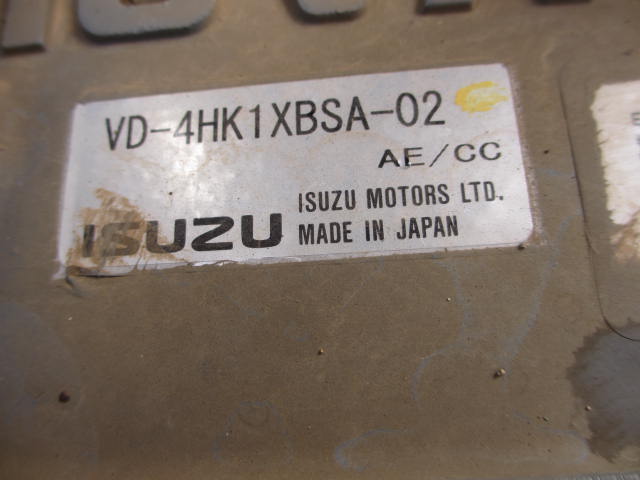 VD-4HK1XBSA-02
AE/CC
ISUZU MOTORS LTD.
ISUZU MADE IN JAPAN